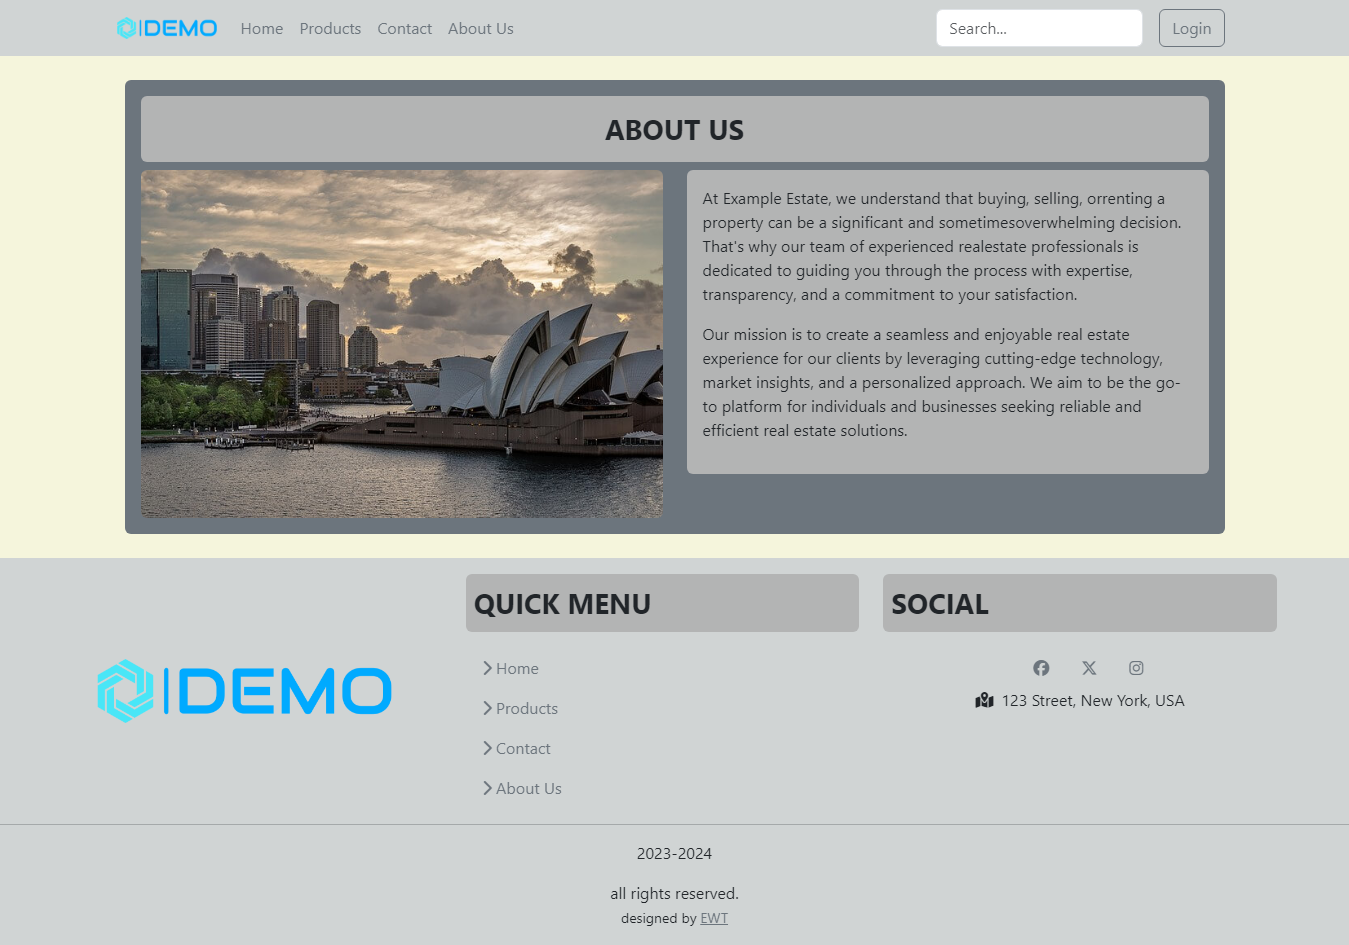 DEMO
Home
Products
Contact
About Us
Search...
Login
ABOUT US
At Example Estate, we understand that buying, selling, orrenting a
property can be a significant and sometimesoverwhelming decision.
That's why our team of experienced realestate professionals is
dedicated to guiding you through the process with expertise,
transparency, and a commitment to your satisfaction.
Our mission is to create a seamless and enjoyable real estate
experience for our clients by leveraging cutting-edge technology,
market insights, and a personalized approach. We aim to be the go-
to platform for individuals and businesses seeking reliable and
efficient real estate solutions.
DEMO
QUICK MENU
Home
Products
Contact
About Us
SOCIAL
123 Street, New York, USA
2023-2024
all rights reserved.
designed by EWT